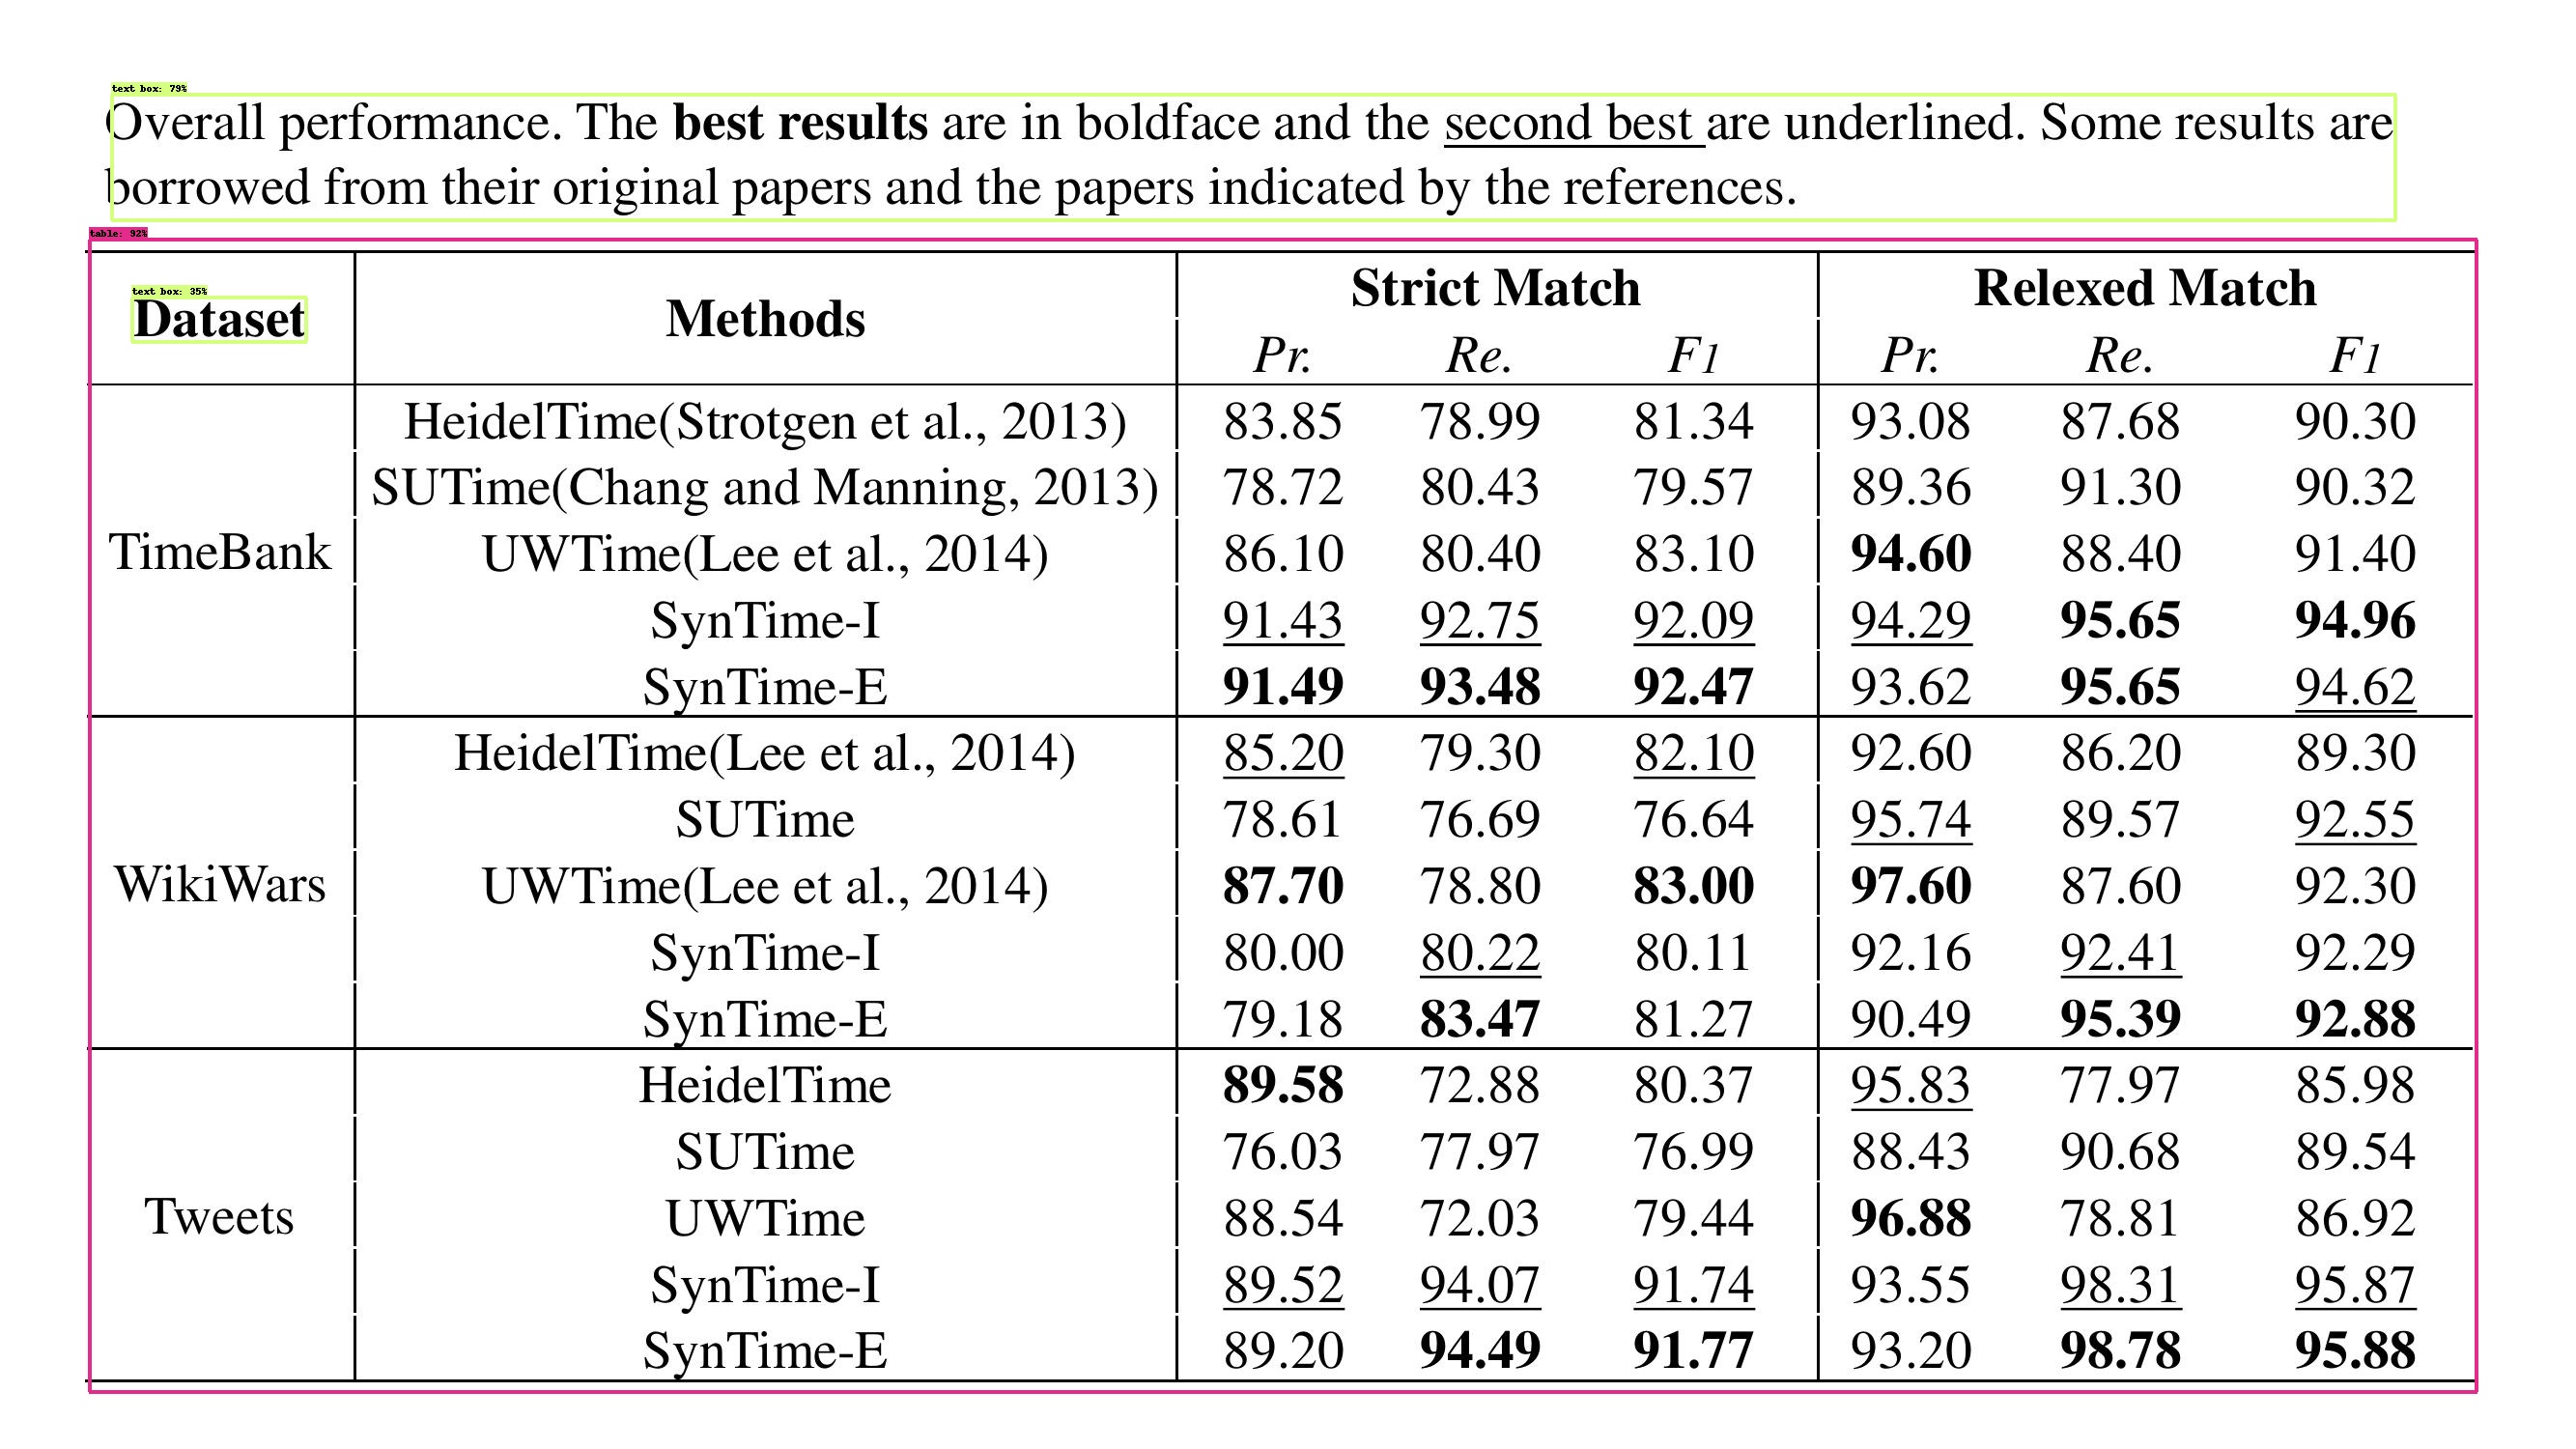 text box: 79%
Overall performance. The best results are in boldface and the second best are underlined. Some results are
borrowed from their original papers and the papers indicated by the references.
table: 92%
text box: 35%
Dataset Methods Strict Match Relexed Match
Pr. Re. F1 Pr. Re. F1
HeidelTime(Strotgen et al., 2013) 83.85 78.99 81.34 93.08 87.68 90.30
SUTime(Chang and Manning, 2013) 78.72 80.43 79.57 89.36 91.30 90.32
TimeBank UWTime(Lee et al., 2014) 86.10 80.40 83.10 94.60 88.40 91.40
SynTime-I 91.43 92.75 92.09 94.29 95.65 94.96
SynTime-E 91.49 93.48 92.47 93.62 95.65 94.62
HeidelTime(Lee et al., 2014) 85.20 79.30 82.10 92.60 86.20 89.30
SUTime 78.61 76.69 76.64 95.74 89.57 92.55
WikiWars UWTime(Lee et al., 2014) 87.70 78.80 83.00 97.60 87.60 92.30
SynTime-I 80.00 80.22 80.11 92.16 92.41 92.29
SynTime-E 79.18 83.47 81.27 90.49 95.39 92.88
HeidelTime 89.58 72.88 80.37 95.83 77.97 85.98
SUTime 76.03 77.97 76.99 88.43 90.68 89.54
Tweets UWTime 88.54 72.03 79.44 96.88 78.81 86.92
SynTime-I 89.52 94.07 91.74 93.55 98.31 95.87
SynTime-E 89.20 94.49 91.77 93.20 98.78 95.88